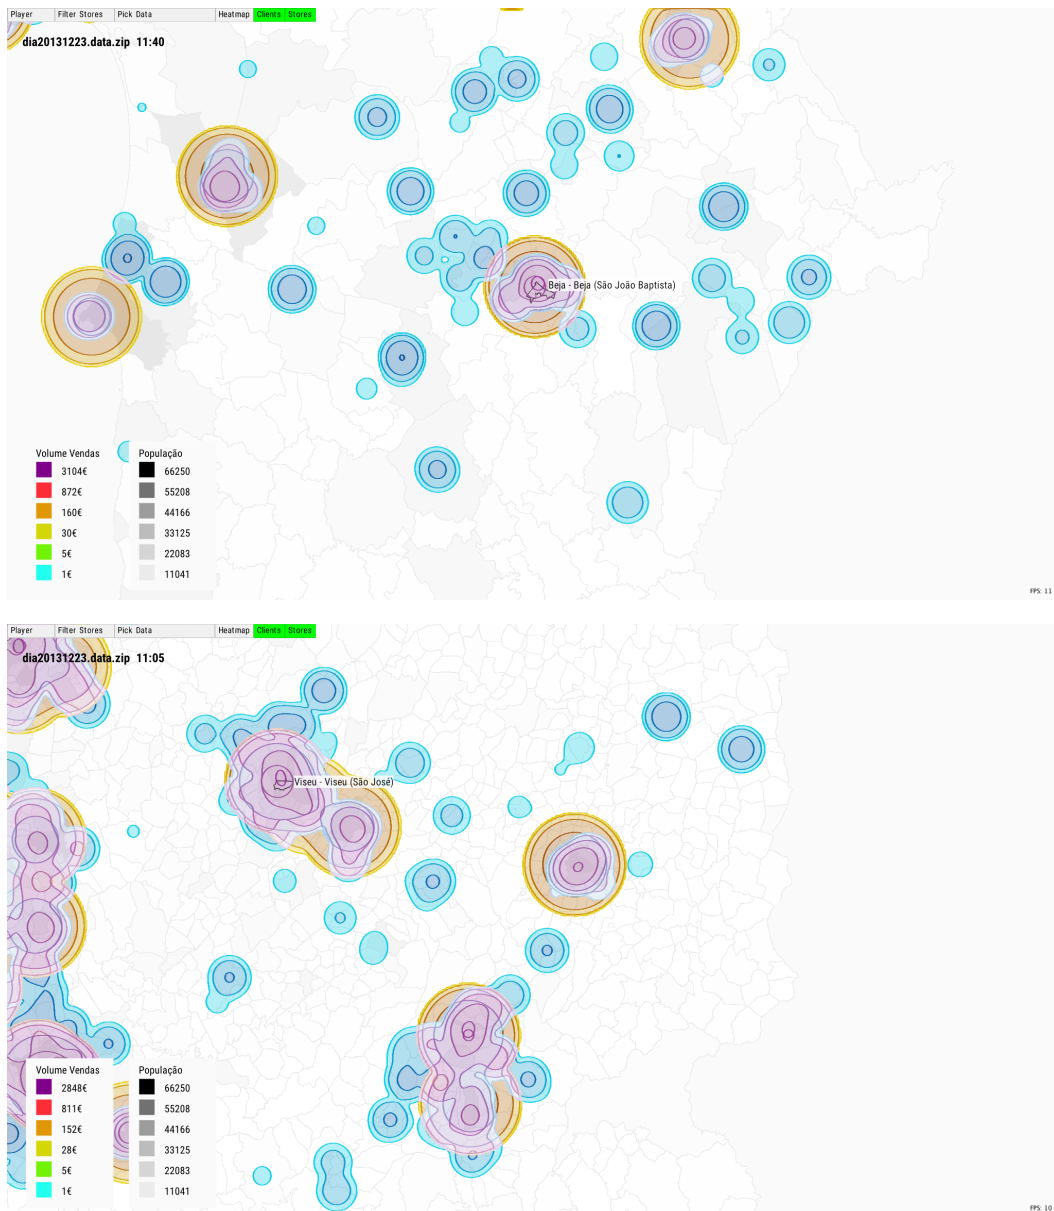 Player Filter Stores Pick Data Heatmap Clients Stores
dia20131223.data.zip 11:40
Beja - Beja (São João Baptista)
Volume Vendas População
3104€ 66250
872€ 55208
160€ 44166
30€ 33125
5€ 22083
1€ 11041
FPS: 11
Player Filter Stores Pick Data Heatmap Clients Stores
dia20131223.data.zip 11:05
Viseu - Viseu (São José)
Volume Vendas População
2848€ 66250
811€ 55208
152€ 44166
28€ 33125
5€ 22083
1€ 11041
FPS: 10